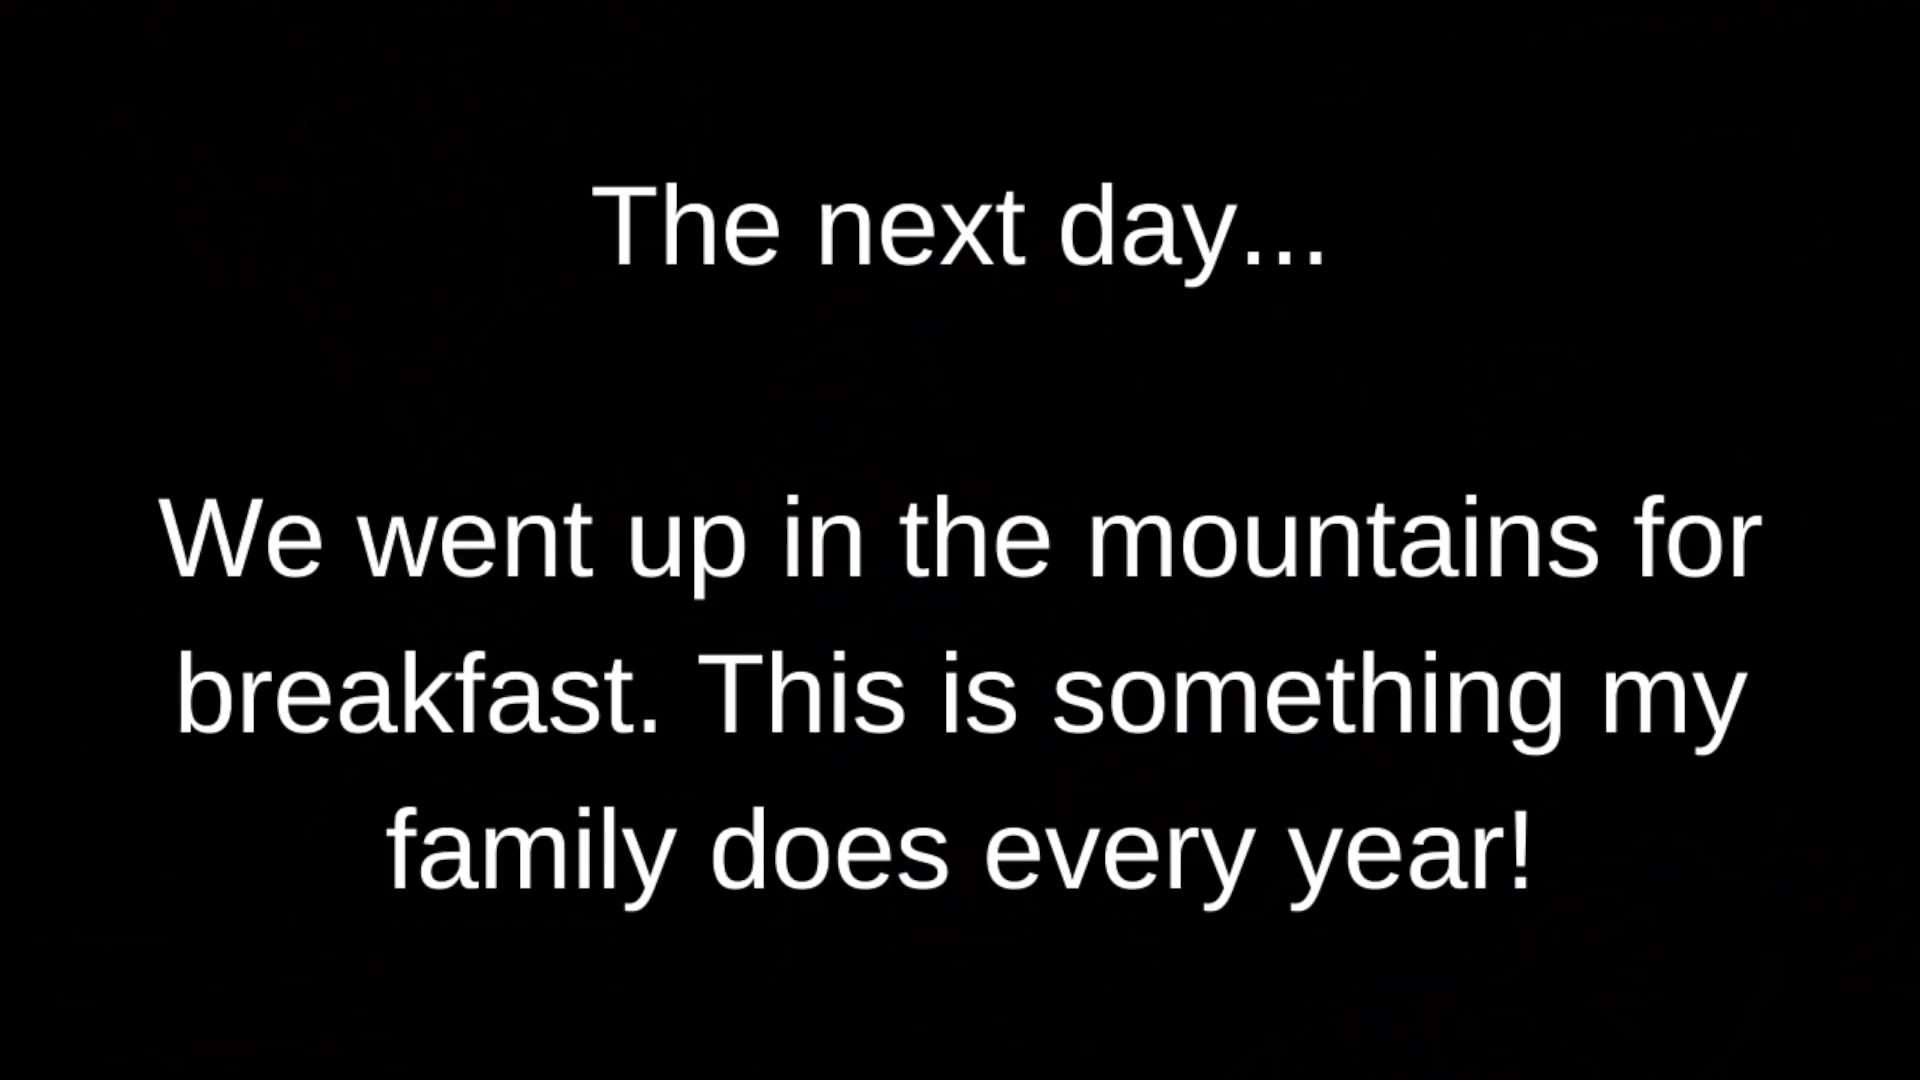 The next day...
We went up in the mountains for
breakfast. This is something my
family does every year!